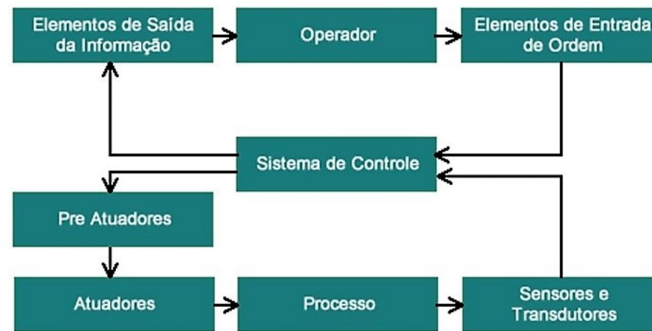 Elementos de Saída
da Informação
Operador
Elementos de Entrada
de Ordem
Sistema de Controle
Pre Atuadores
Atuadores
Processo
Sensores e
Transdutores